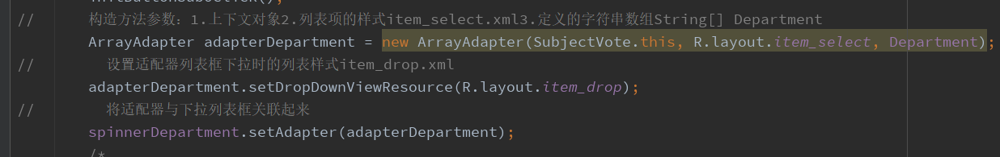 //      构造方法参数：1.上下文对象2.列表项的样式item_select.xml3.定义的字符串数组String[] Department
ArrayAdapter adapterDepartment = new ArrayAdapter(SubjectVote.this, R.layout.item_select, Department);
//        设置适配器列表框下拉时的列表样式item_drop.xml
adapterDepartment.setDropDownViewResource(R.layout.item_drop);
//        将适配器与下拉列表框关联起来
spinnerDepartment.setAdapter(adapterDepartment);
/*